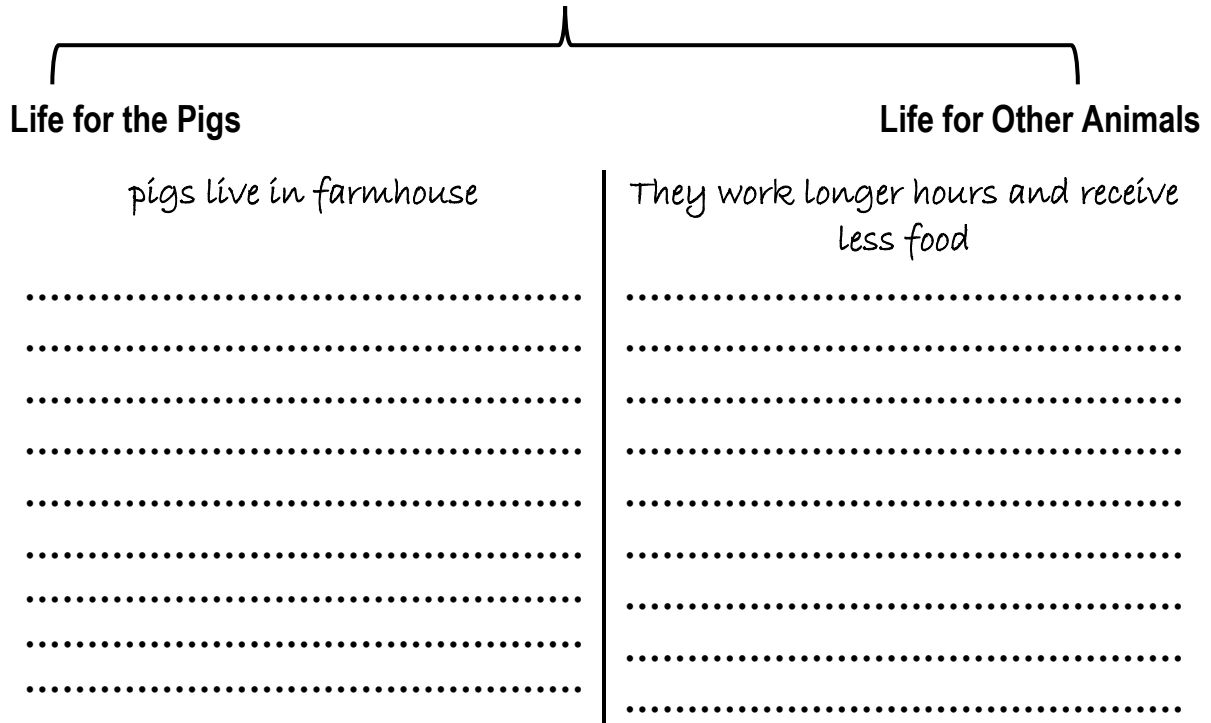 Life for the Pigs
Life for Other Animals
pigs live in farmhouse
They work longer hours and receive
less food